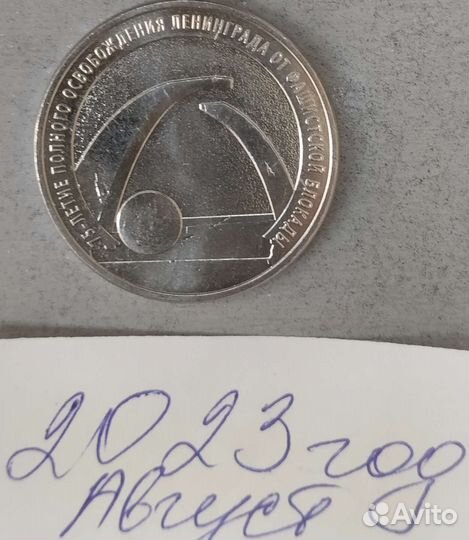 75-ЛЕТИЕ ПОЛНОГО ОСВОБОЖДЕНИЯ ЛЕНИНГРАДА ОТ ФАШИСТСКОЙ БЛОКАДЫ
2023 год
Август
Avito